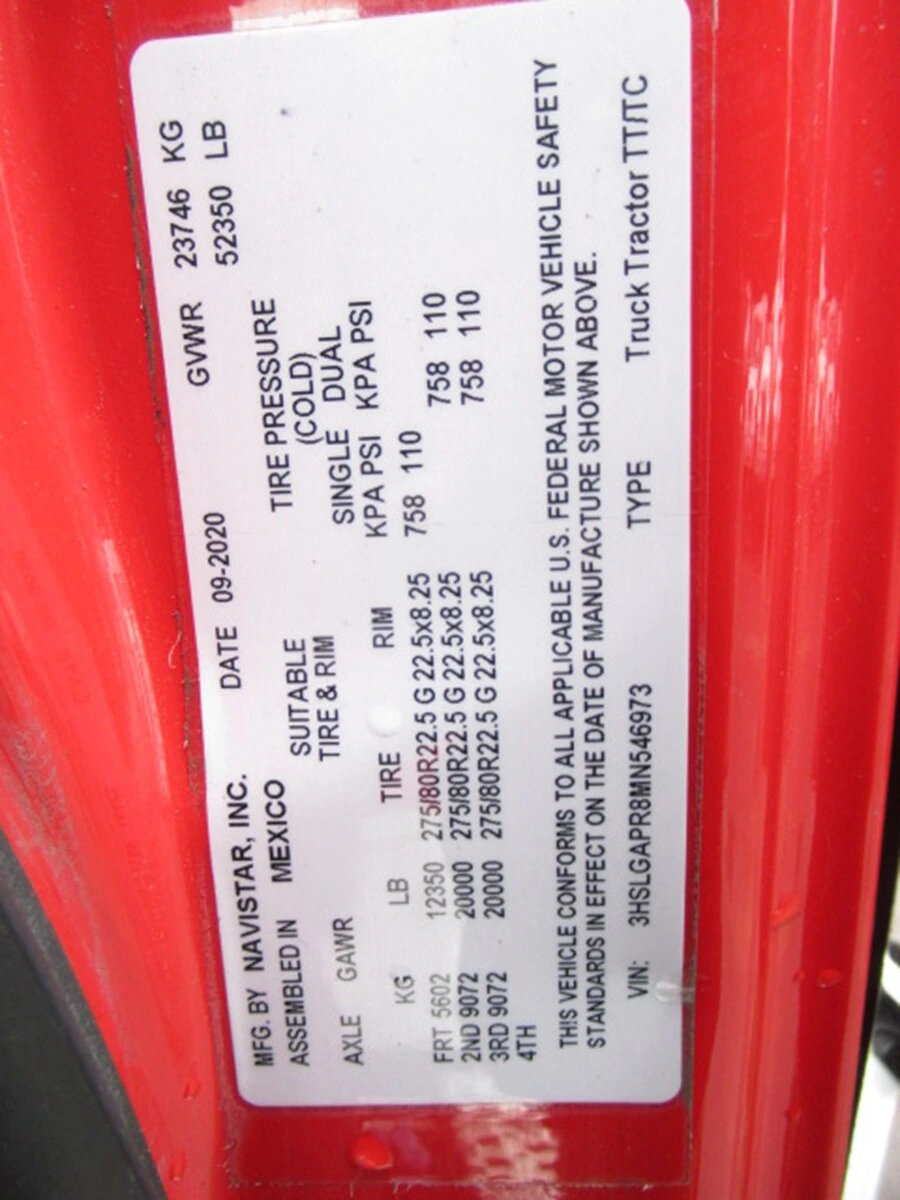 MFG. BY NAVISTAR, INC. DATE 09-2020 GVWR 23746 KG
ASSEMBLED IN MEXICO 52350 LB
SUITABLE TIRE PRESSURE
TIRE & RIM (COLD)
AXLE GAWR SINGLE DUAL
KG LB TIRE RIM KPA PSI KPA PSI
FRT 5602 12350 275/80R22.5 G 22.5x8.25 758 110
2ND 9072 20000 275/80R22.5 G 22.5x8.25 758 110
3RD 9072 20000 275/80R22.5 G 22.5x8.25 758 110
4TH
THIS VEHICLE CONFORMS TO ALL APPLICABLE U.S. FEDERAL MOTOR VEHICLE SAFETY
STANDARDS IN EFFECT ON THE DATE OF MANUFACTURE SHOWN ABOVE.
VIN: 3HSLGAPR8MN546973 TYPE Truck Tractor TT/TC